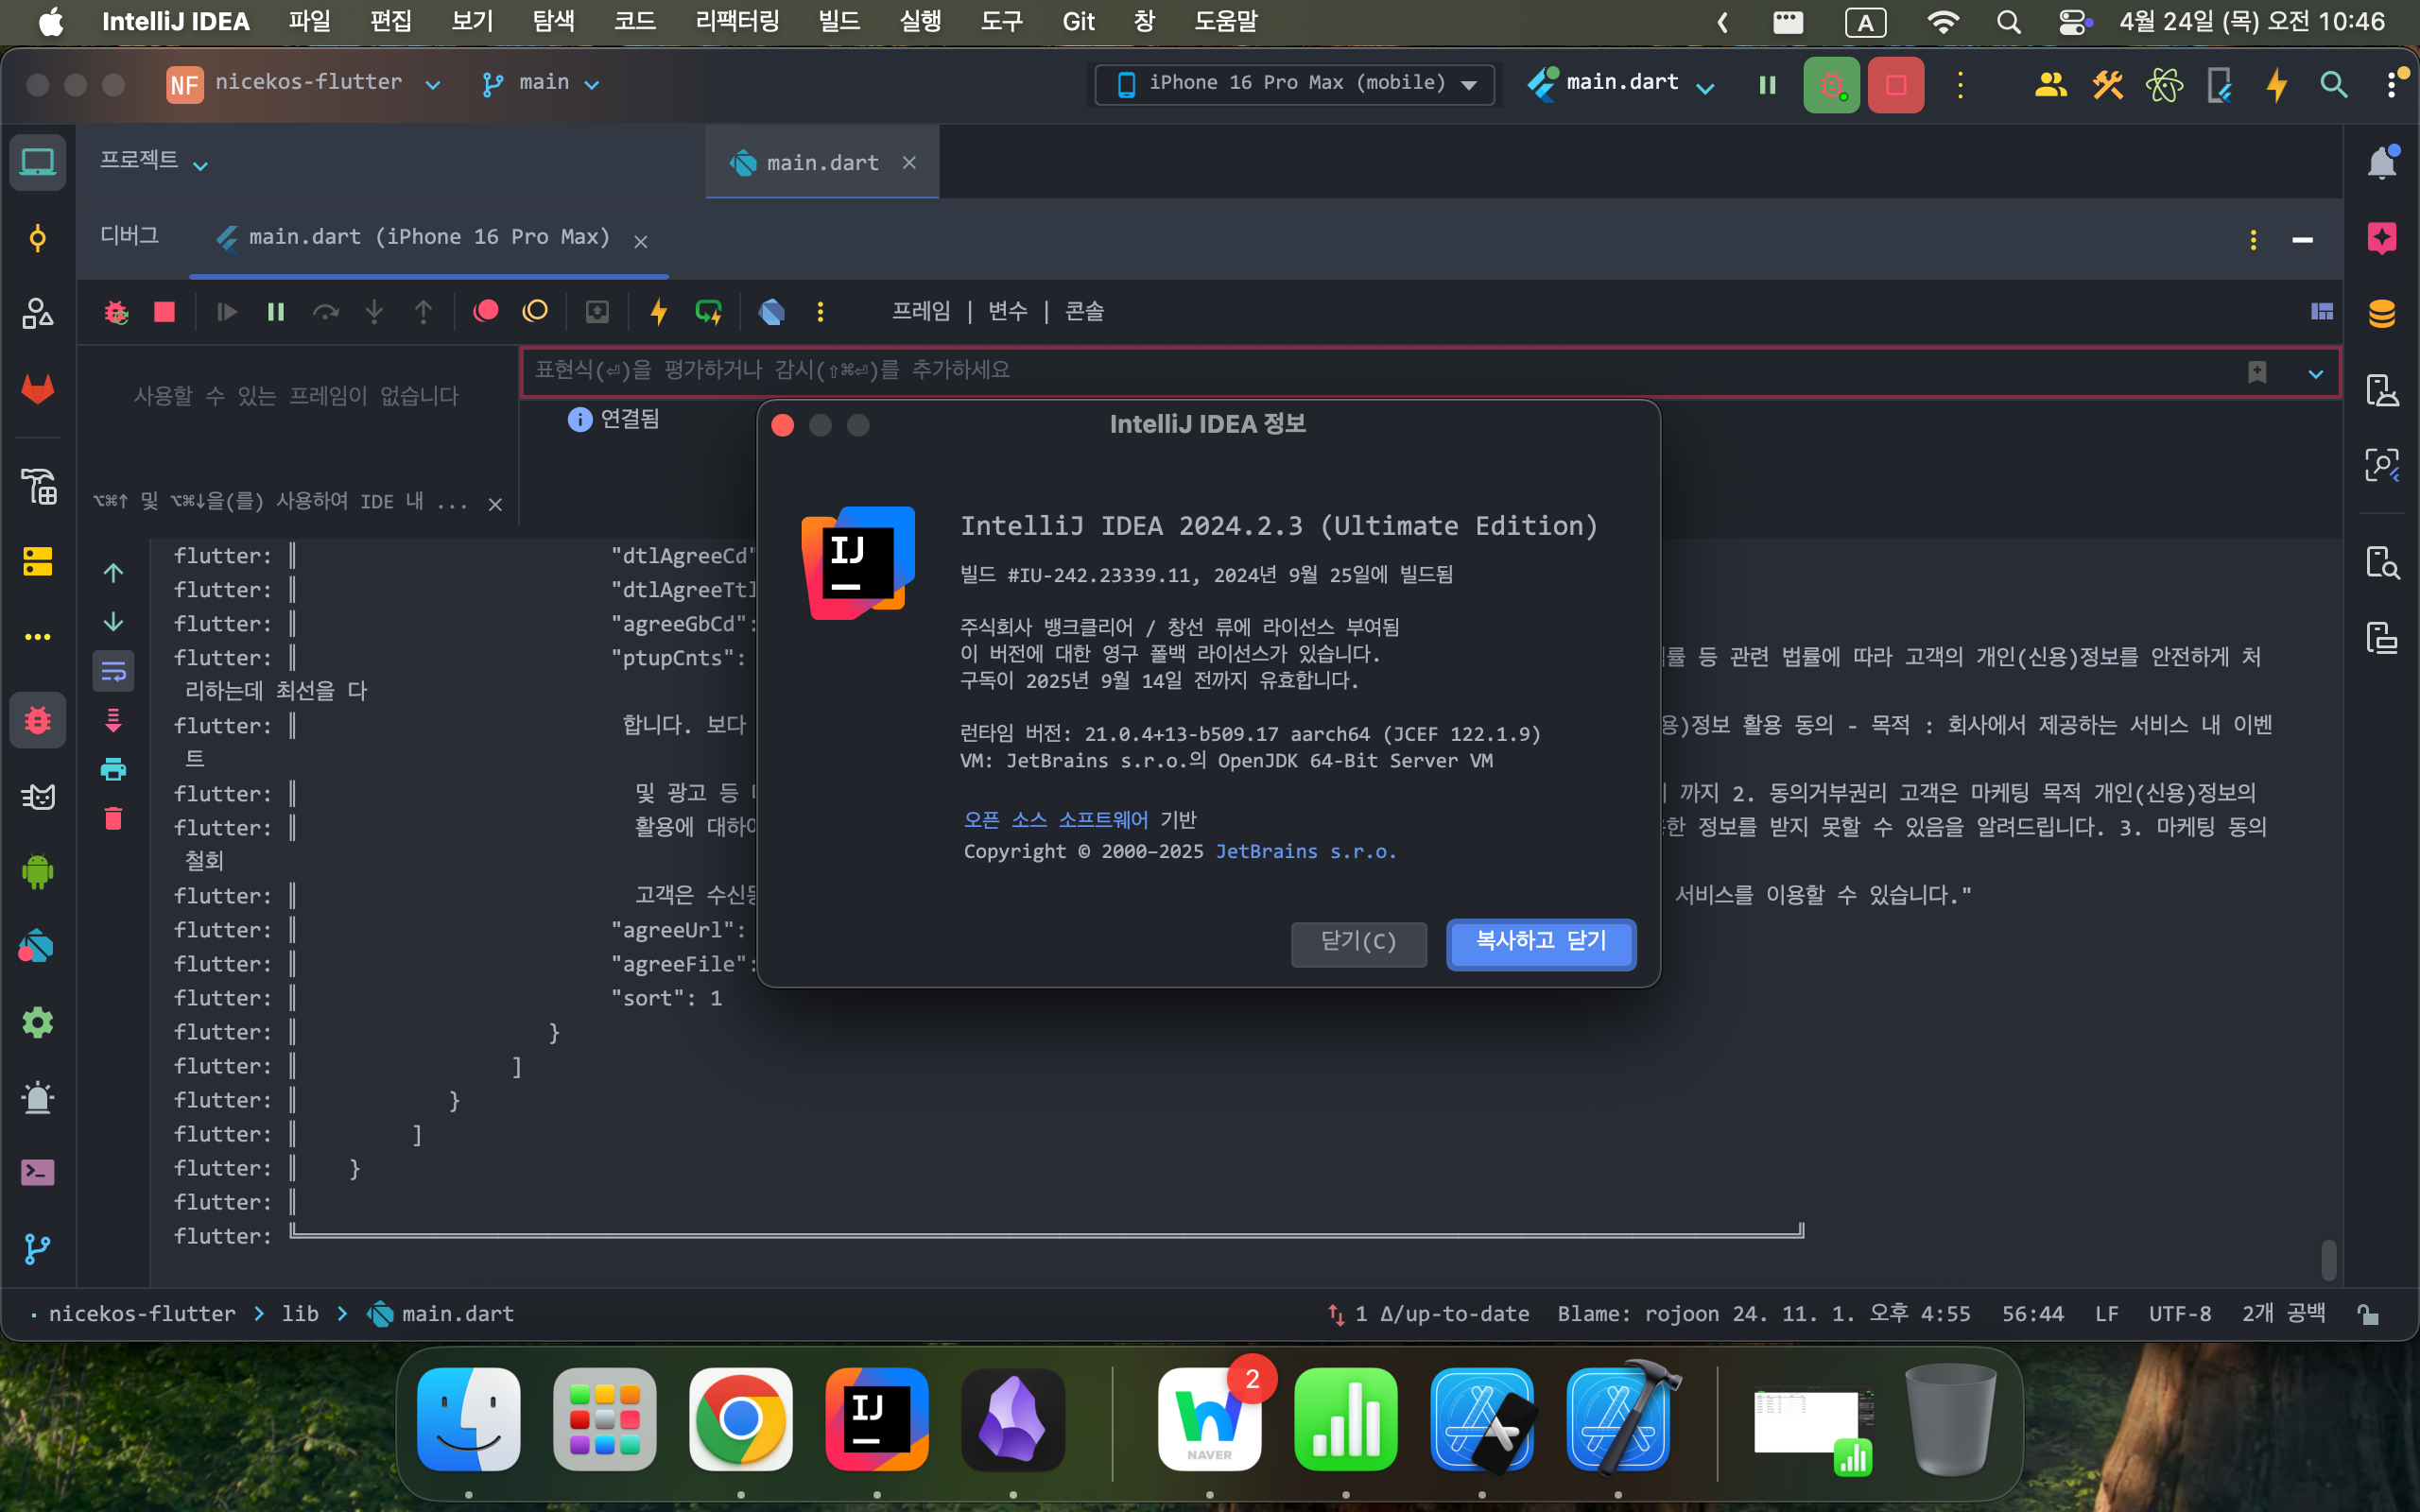 IntelliJ IDEA 파일 편집 보기 탐색 코드 리팩터링 빌드 실행 도구 Git 창 도움말 A 4월 24일 (목) 오전 10:46
NF nicekos-flutter main iPhone 16 Pro Max (mobile) main.dart
프로젝트 main.dart
디버그 main.dart (iPhone 16 Pro Max)
프레임 | 변수 | 콘솔
표현식(⏎)을 평가하거나 감시(⇧⌘⏎)를 추가하세요
사용할 수 있는 프레임이 없습니다
연결됨
⌥⌘↑ 및 ⌥⌘↓을(를) 사용하여 IDE 내 ...
IntelliJ IDEA 정보
IJ
IntelliJ IDEA 2024.2.3 (Ultimate Edition)
빌드 #IU-242.23339.11, 2024년 9월 25일에 빌드됨
주식회사 뱅크클리어 / 창선 류에 라이선스 부여됨
이 버전에 대한 영구 폴백 라이선스가 있습니다.
구독이 2025년 9월 14일 전까지 유효합니다.
런타임 버전: 21.0.4+13-b509.17 aarch64 (JCEF 122.1.9)
VM: JetBrains s.r.o.의 OpenJDK 64-Bit Server VM
오픈 소스 소프트웨어 기반
Copyright © 2000–2025 JetBrains s.r.o.
닫기(C) 복사하고 닫기
flutter: ║ "dtlAgreeCd"
flutter: ║ "dtlAgreeTtl
flutter: ║ "agreeGbCd":
flutter: ║ "ptupCnts": 률 등 관련 법률에 따라 고객의 개인(신용)정보를 안전하게 처
리하는데 최선을 다
flutter: ║ 합니다. 보다 용)정보 활용 동의 - 목적 : 회사에서 제공하는 서비스 내 이벤
트
flutter: ║ 및 광고 등 까지 2. 동의거부권리 고객은 마케팅 목적 개인(신용)정보의
flutter: ║ 활용에 대하여 한 정보를 받지 못할 수 있음을 알려드립니다. 3. 마케팅 동의
철회
flutter: ║ 고객은 수신동 서비스를 이용할 수 있습니다."
flutter: ║ "agreeUrl":
flutter: ║ "agreeFile":
flutter: ║ "sort": 1
flutter: ║ }
flutter: ║ ]
flutter: ║ }
flutter: ║ ]
flutter: ║ }
flutter: ║
flutter:
nicekos-flutter > lib > main.dart 1 Δ/up-to-date Blame: rojoon 24. 11. 1. 오후 4:55 56:44 LF UTF-8 2개 공백
IJ NAVER 2